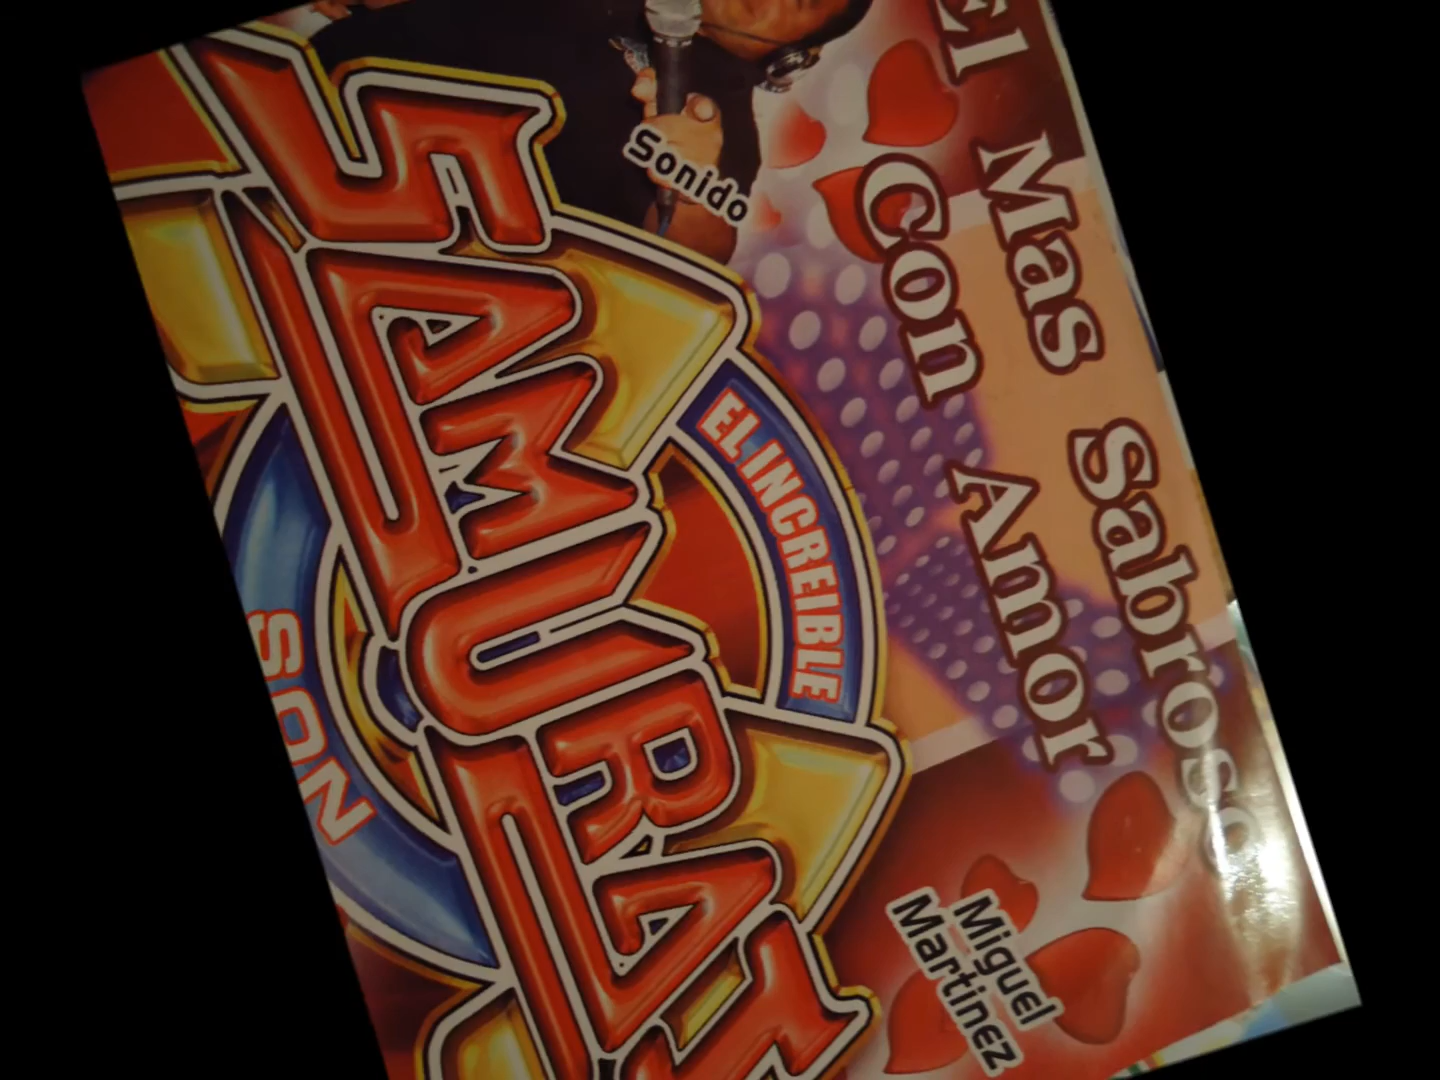 El Mas Sabroso
Con Amor
Sonido
Miguel
Martinez
EL INCREIBLE
SAMURAI
SON